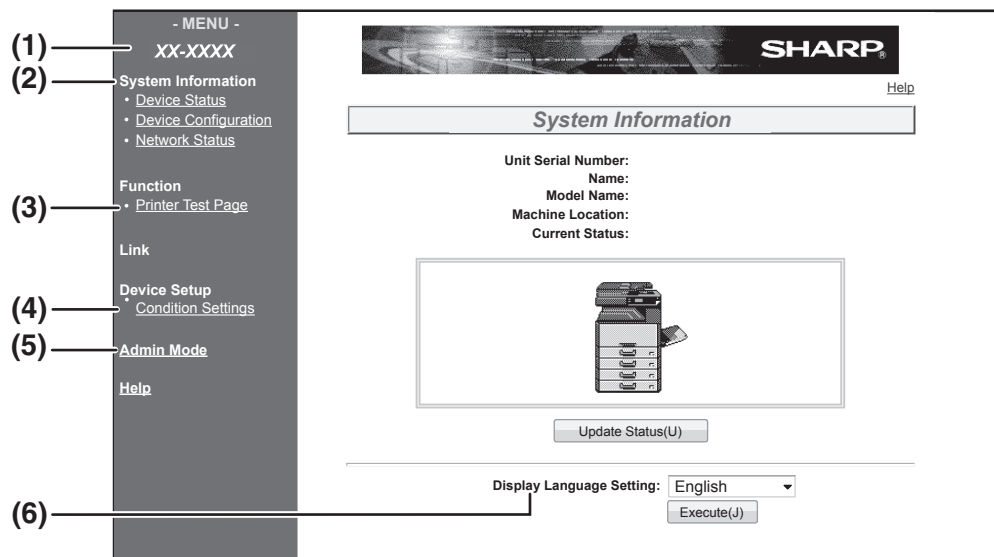 - MENU -
(1)
XX-XXXX
(2)
System Information
• Device Status
• Device Configuration
• Network Status
Function
(3)
• Printer Test Page
Link
Device Setup
(4)
• Condition Settings
(5)
Admin Mode
Help
SHARP®
Help
System Information
Unit Serial Number:
Name:
Model Name:
Machine Location:
Current Status:
Update Status(U)
(6)
Display Language Setting: English
Execute(J)